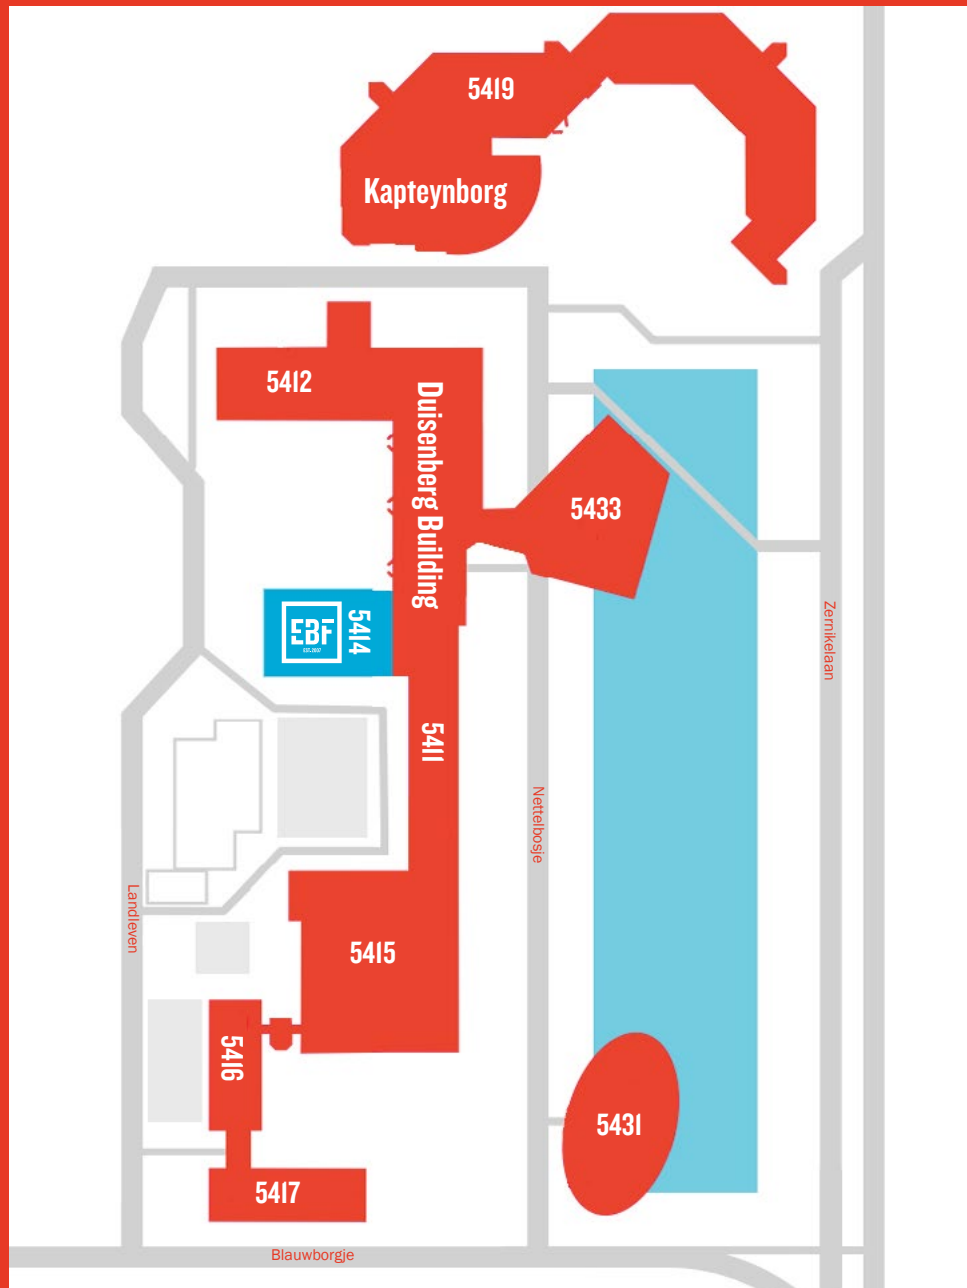 5419
Kapteynborg
5412
Duisenberg Building
5433
EBF
EST. 2007
5414
Zernikelaan
5411
Nettelbosje
Landleven
5415
5416
5431
5417
Blauwborgje